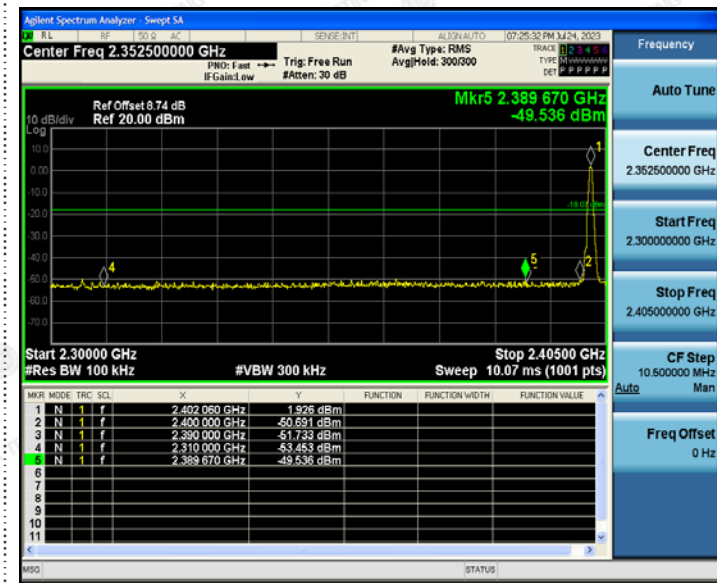 Agilent Spectrum Analyzer - Swept SA
RL RF 50 Ω AC SENSE:INT ALIGN AUTO 07:25:32 PM Jul 24, 2023
Center Freq 2.352500000 GHz
PNO: Fast
IFGain:Low
Trig: Free Run
#Atten: 30 dB
#Avg Type: RMS
Avg|Hold: 300/300
TRACE 1 2 3 4 5 6
TYPE M
DET P P P P P P
Ref Offset 8.74 dB
Ref 20.00 dBm
10 dB/div
Log
Mkr5 2.389 670 GHz
-49.536 dBm
10.0
0.00
-10.0
-20.0
-30.0
-40.0
-50.0
-60.0
-70.0
1
2
4
5
Start 2.30000 GHz
Stop 2.40500 GHz
#Res BW 100 kHz
#VBW 300 kHz
Sweep 10.07 ms (1001 pts)
MKR MODE TRC SCL X Y FUNCTION FUNCTION WIDTH FUNCTION VALUE
1 N 1 f 2.402 060 GHz 1.926 dBm
2 N 1 f 2.400 000 GHz -50.691 dBm
3 N 1 f 2.390 000 GHz -51.733 dBm
4 N 1 f 2.310 000 GHz -53.453 dBm
5 N 1 f 2.389 670 GHz -49.536 dBm
6
7
8
9
10
11
MSG
STATUS
Frequency
Auto Tune
Center Freq
2.352500000 GHz
Start Freq
2.300000000 GHz
Stop Freq
2.405000000 GHz
CF Step
10.500000 MHz
Auto Man
Freq Offset
0 Hz